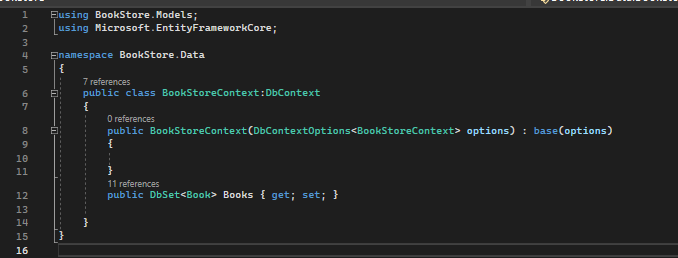 1 using BookStore.Models;
2 using Microsoft.EntityFrameworkCore;
3
4 namespace BookStore.Data
5 {
7 references
6 public class BookStoreContext:DbContext
7 {
0 references
8 public BookStoreContext(DbContextOptions<BookStoreContext> options) : base(options)
9 {
10
11 }
11 references
12 public DbSet<Book> Books { get; set; }
13
14 }
15 }
16